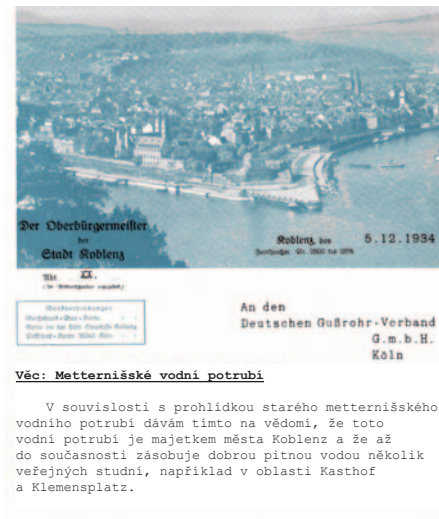 Der Oberbürgermeister
der
Stadt Koblenz
Koblenz, den 5.12.1934
Abt. XX.
An den
Deutschen Gußrohr-Verband
G.m.b.H.
Köln
Věc: Metternišské vodní potrubí
V souvislosti s prohlídkou starého metternišského
vodního potrubí dávám tímto na vědomí, že toto
vodní potrubí je majetkem města Koblenz a že až
do současnosti zásobuje dobrou pitnou vodou několik
veřejných studní, například v oblasti Kasthof
a Klemensplatz.